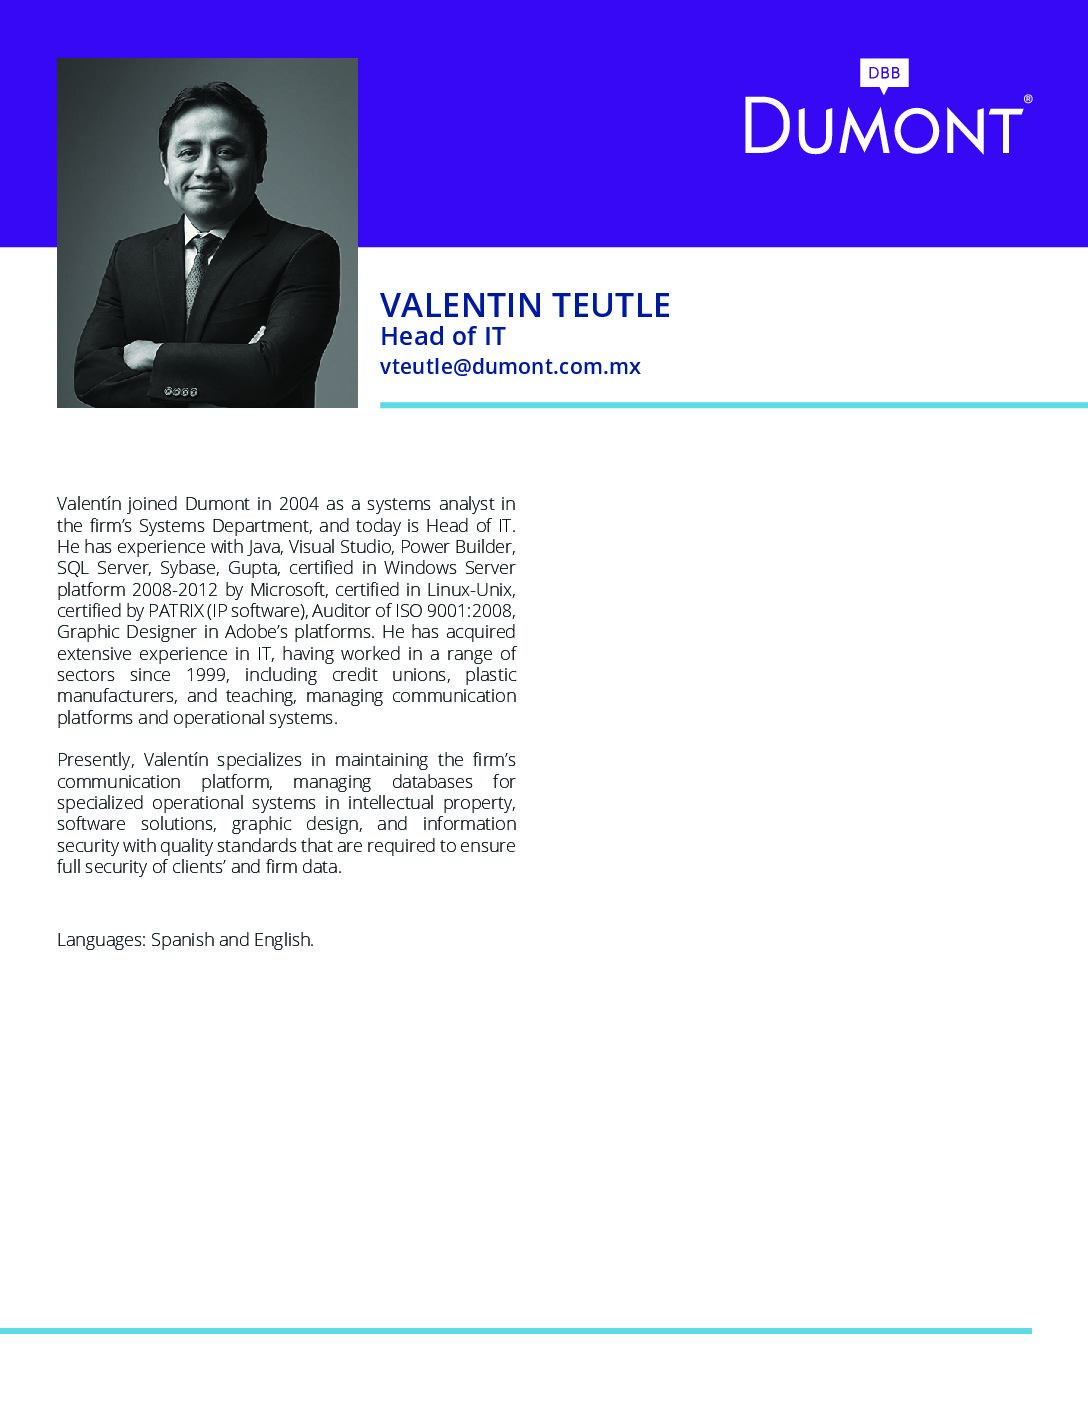 DBB
DUMONT®
VALENTIN TEUTLE
Head of IT
vteutle@dumont.com.mx
Valentín joined Dumont in 2004 as a systems analyst in
the firm’s Systems Department, and today is Head of IT.
He has experience with Java, Visual Studio, Power Builder,
SQL Server, Sybase, Gupta, certified in Windows Server
platform 2008-2012 by Microsoft, certified in Linux-Unix,
certified by PATRIX (IP software), Auditor of ISO 9001:2008,
Graphic Designer in Adobe’s platforms. He has acquired
extensive experience in IT, having worked in a range of
sectors since 1999, including credit unions, plastic
manufacturers, and teaching, managing communication
platforms and operational systems.
Presently, Valentín specializes in maintaining the firm’s
communication platform, managing databases for
specialized operational systems in intellectual property,
software solutions, graphic design, and information
security with quality standards that are required to ensure
full security of clients’ and firm data.
Languages: Spanish and English.